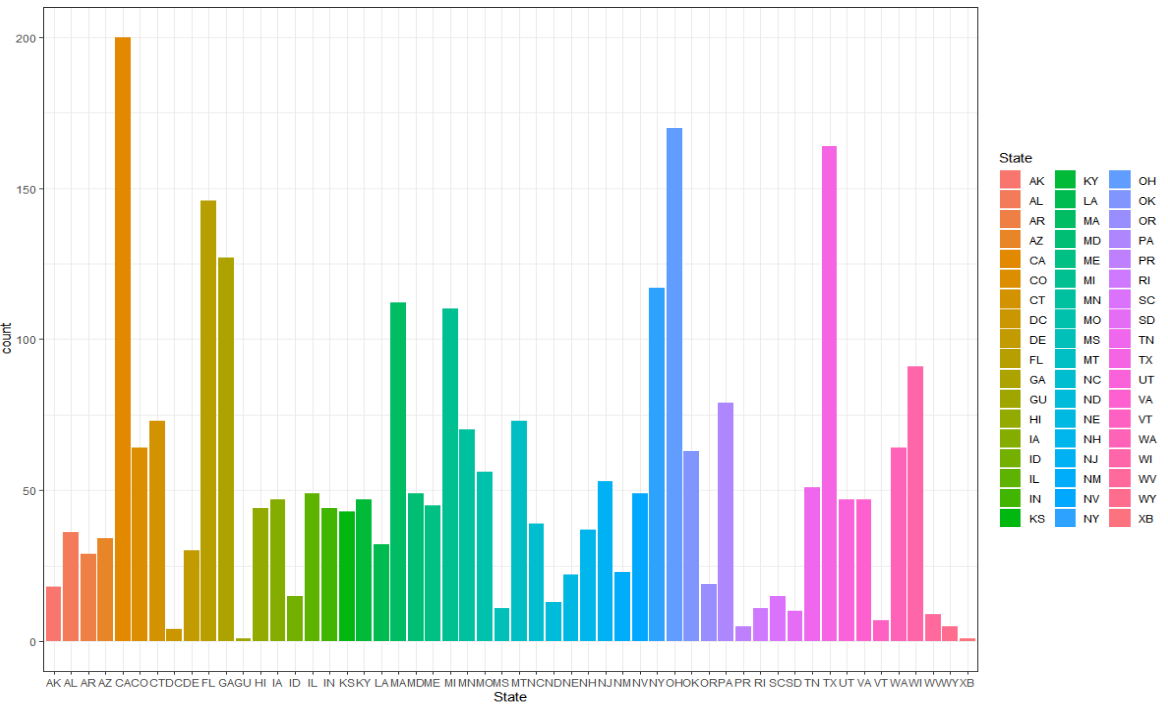 200
150
100
50
0
count
AK AL AR AZ CA CO CT DC DE FL GA GU HI IA ID IL IN KS KY LA MA MD ME MI MN MO MS MT NC ND NE NH NJ NM NV NY OH OK OR PA PR RI SC SD TN TX UT VA VT WA WI WV WY XB
State
State
AK KY OH
AL LA OK
AR MA OR
AZ MD PA
CA ME PR
CO MI RI
CT MN SC
DC MO SD
DE MS TN
FL MT TX
GA NC UT
GU ND VA
HI NE VT
IA NH WA
ID NJ WI
IL NM WV
IN NV WY
KS NY XB